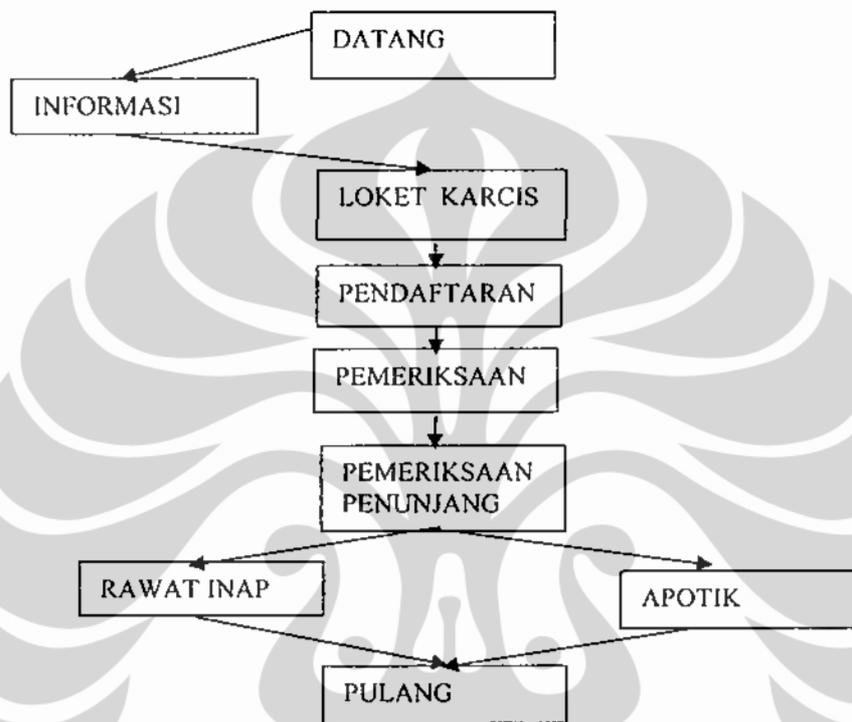 DATANG
INFORMASI
LOKET KARCIS
PENDAFTARAN
PEMERIKSAAN
PEMERIKSAAN
PENUNJANG
RAWAT INAP
APOTIK
PULANG